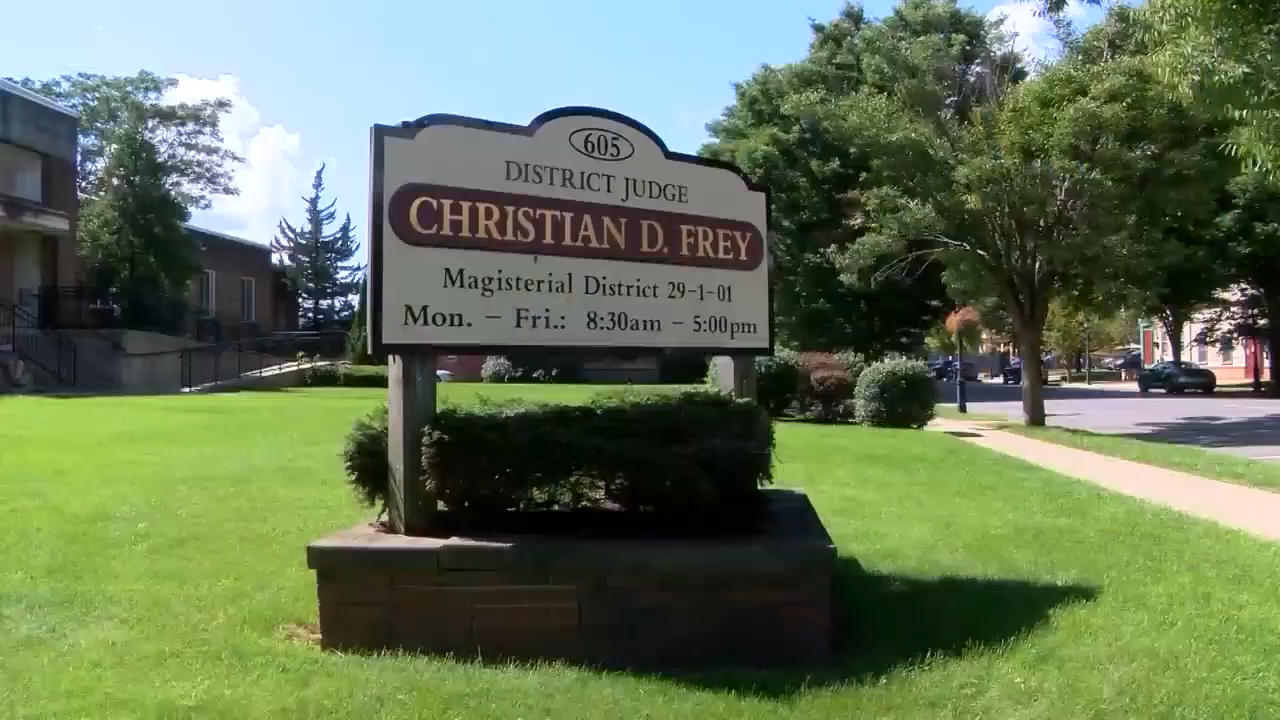 605
DISTRICT JUDGE
CHRISTIAN D. FREY
Magisterial District 29-1-01
Mon. - Fri.: 8:30am - 5:00pm